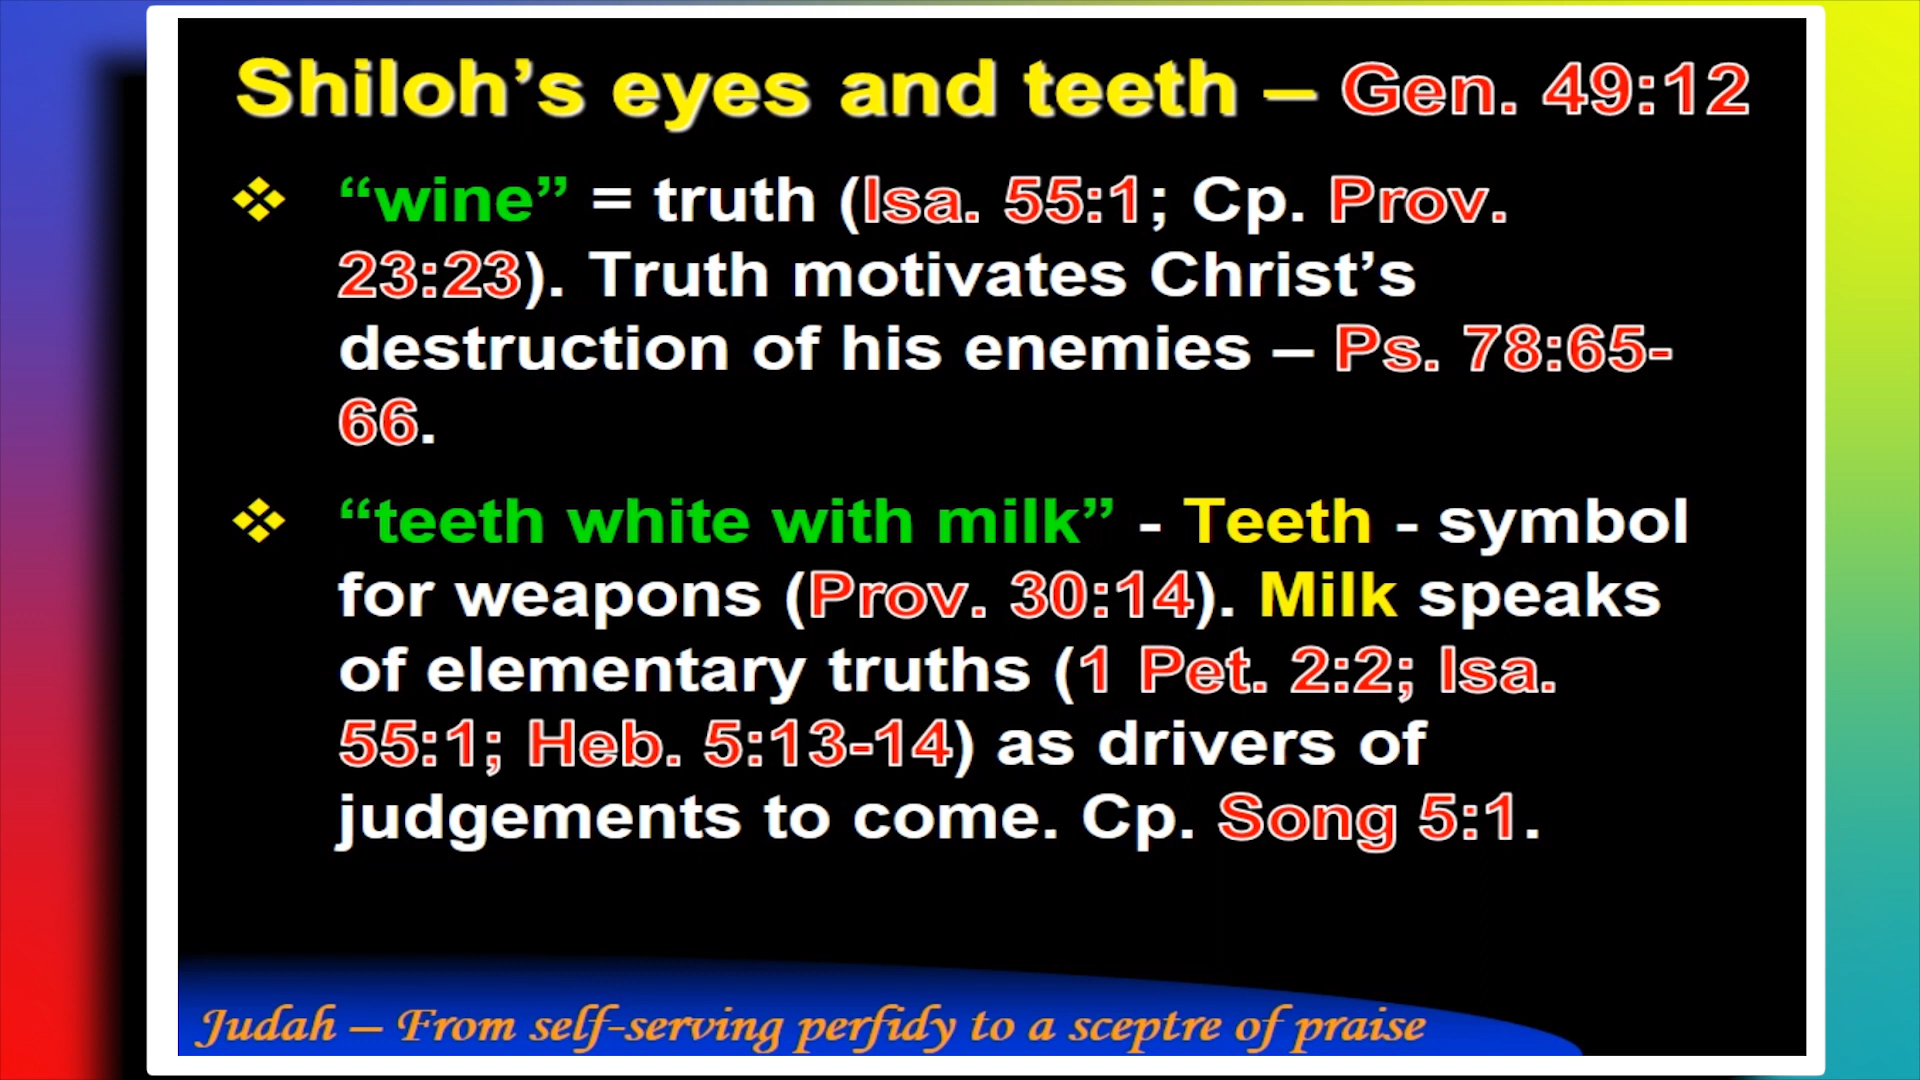 Shiloh’s eyes and teeth – Gen. 49:12
❖ “wine” = truth (Isa. 55:1; Cp. Prov.
23:23). Truth motivates Christ’s
destruction of his enemies – Ps. 78:65-
66.
❖ “teeth white with milk” - Teeth - symbol
for weapons (Prov. 30:14). Milk speaks
of elementary truths (1 Pet. 2:2; Isa.
55:1; Heb. 5:13-14) as drivers of
judgements to come. Cp. Song 5:1.
Judah – From self-serving perfidy to a sceptre of praise